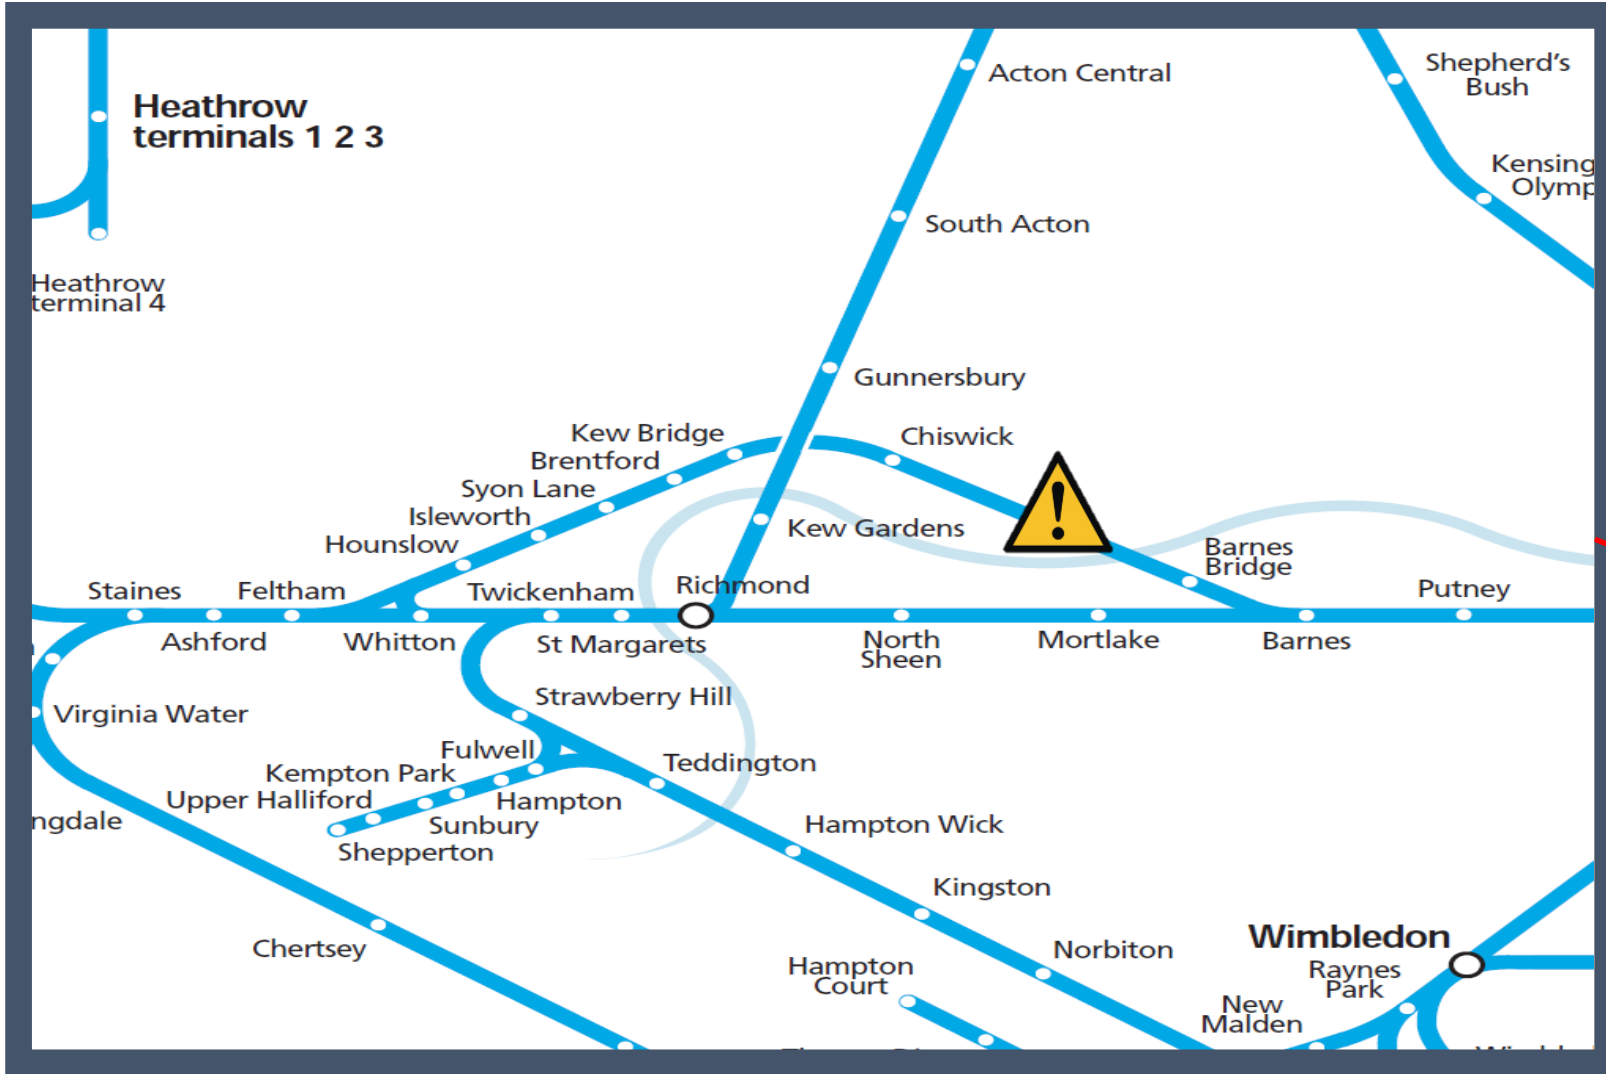 Acton Central
Shepherd's
Bush
Heathrow
terminals 1 2 3
Kensing
Olymp
South Acton
Heathrow
terminal 4
Gunnersbury
Kew Bridge
Chiswick
Brentford
Syon Lane
Isleworth
Kew Gardens
Hounslow
Barnes
Bridge
Staines
Feltham
Twickenham
Richmond
Putney
Ashford
Whitton
St Margarets
North
Sheen
Mortlake
Barnes
Strawberry Hill
Virginia Water
Fulwell
Teddington
Kempton Park
Upper Halliford
Hampton
ngdale
Sunbury
Hampton Wick
Shepperton
Kingston
Wimbledon
Chertsey
Norbiton
Hampton
Court
Raynes
Park
New
Malden
!